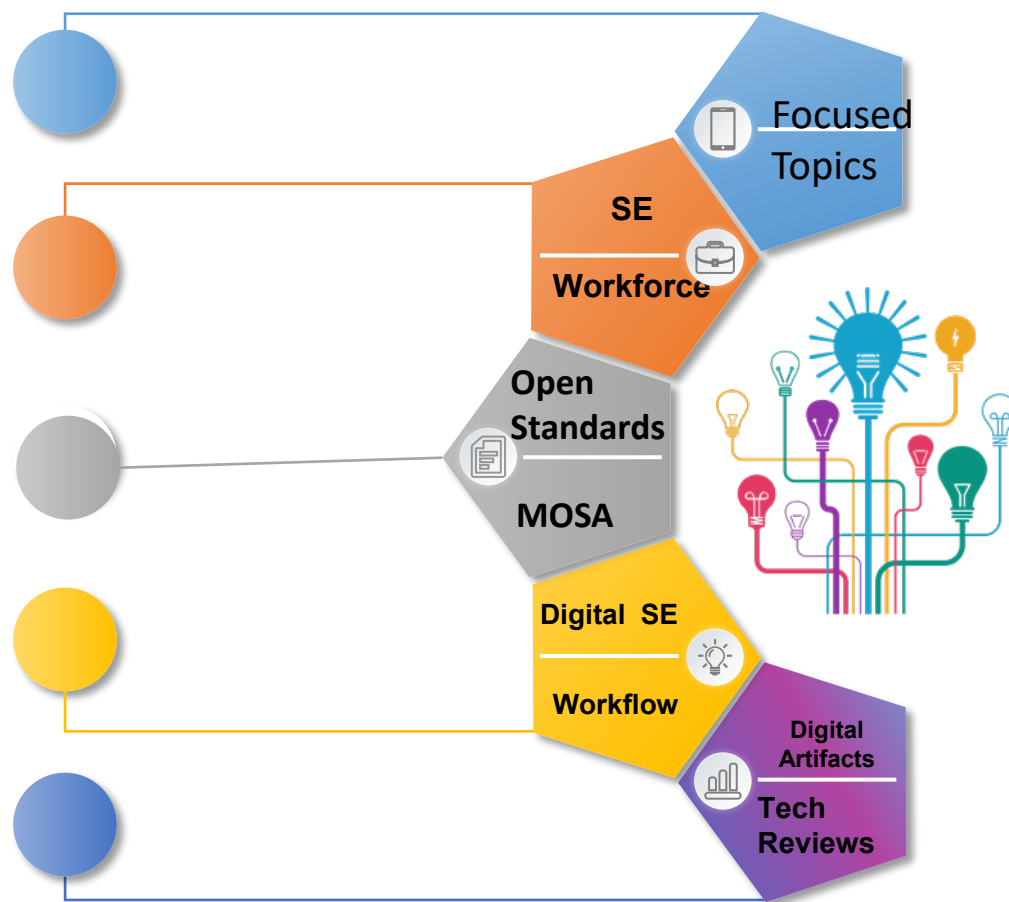 Focused
Topics
SE
Workforce
Open
Standards
MOSA
Digital  SE
Workflow
Digital
Artifacts
Tech
Reviews